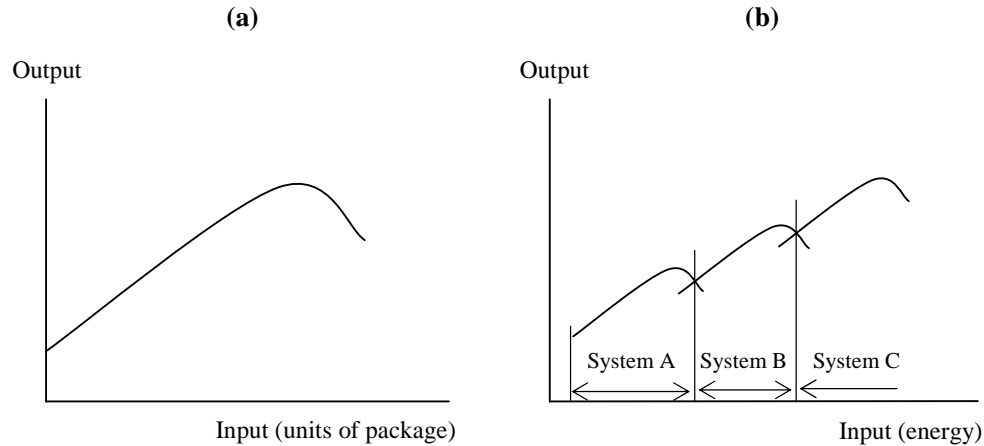 (a)
Output
Input (units of package)
(b)
Output
System A
System B
System C
Input (energy)